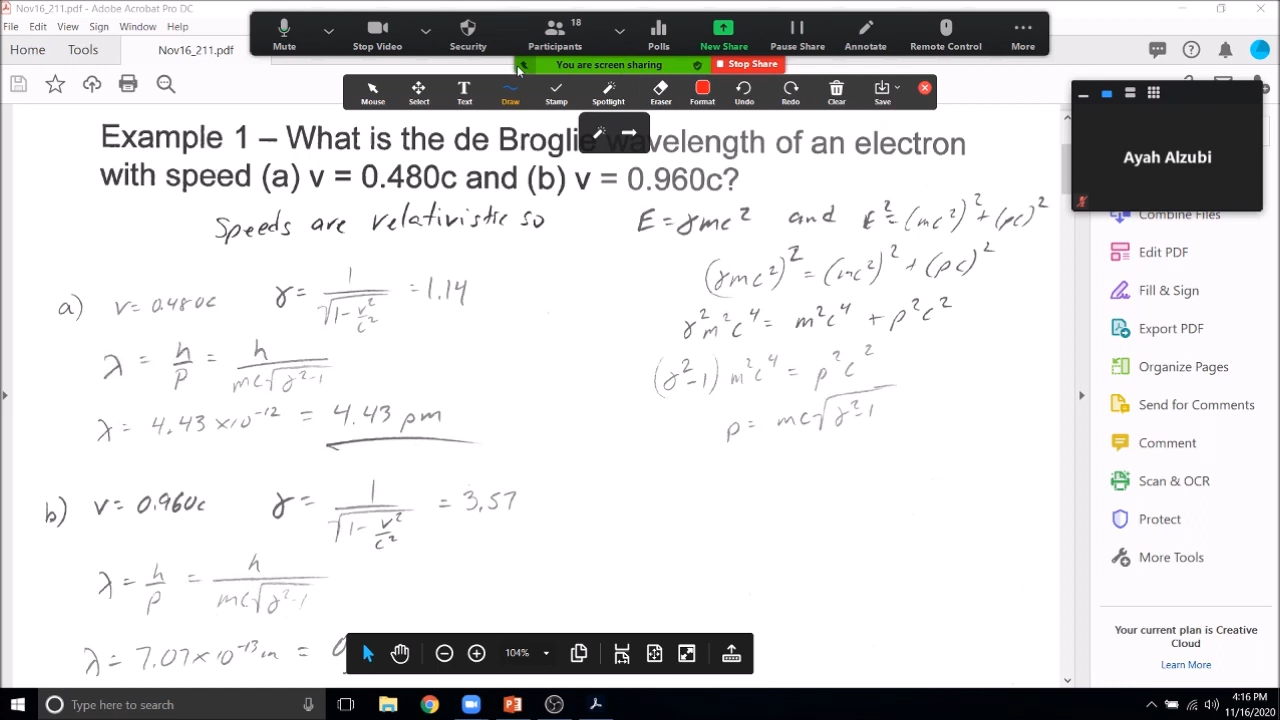 Nov16_211.pdf - Adobe Acrobat Pro DC
File Edit View Sign Window Help
Home Tools Nov16_211.pdf
18
Mute Stop Video Security Participants Polls New Share Pause Share Annotate Remote Control More
You are screen sharing Stop Share
Mouse Select Text Draw Stamp Spotlight Eraser Format Undo Redo Clear Save
Ayah Alzubi
Example 1 – What is the de Broglie wavelength of an electron
with speed (a) v = 0.480c and (b) v = 0.960c?
Speeds are relativistic so E = γmc² and E² = (mc²)² + (pc)²
(γmc²)² = (mc²)² + (pc)²
a) v = 0.480c γ = 1/√(1-v²/c²) = 1.14
γ²m²c⁴ = m²c⁴ + p²c²
λ = h/p = h/(mc√(γ²-1))
(γ²-1) m²c⁴ = p²c²
λ = 4.43 × 10⁻¹² = 4.43 pm
p = mc√(γ²-1)
b) v = 0.960c γ = 1/√(1-v²/c²) = 3.57
λ = h/p = h/(mc√(γ²-1))
λ = 7.07×10⁻¹³ m = 0
104%
Combine Files
Edit PDF
Fill & Sign
Export PDF
Organize Pages
Send for Comments
Comment
Scan & OCR
Protect
More Tools
Your current plan is Creative
Cloud
Learn More
Type here to search
4:16 PM
11/16/2020